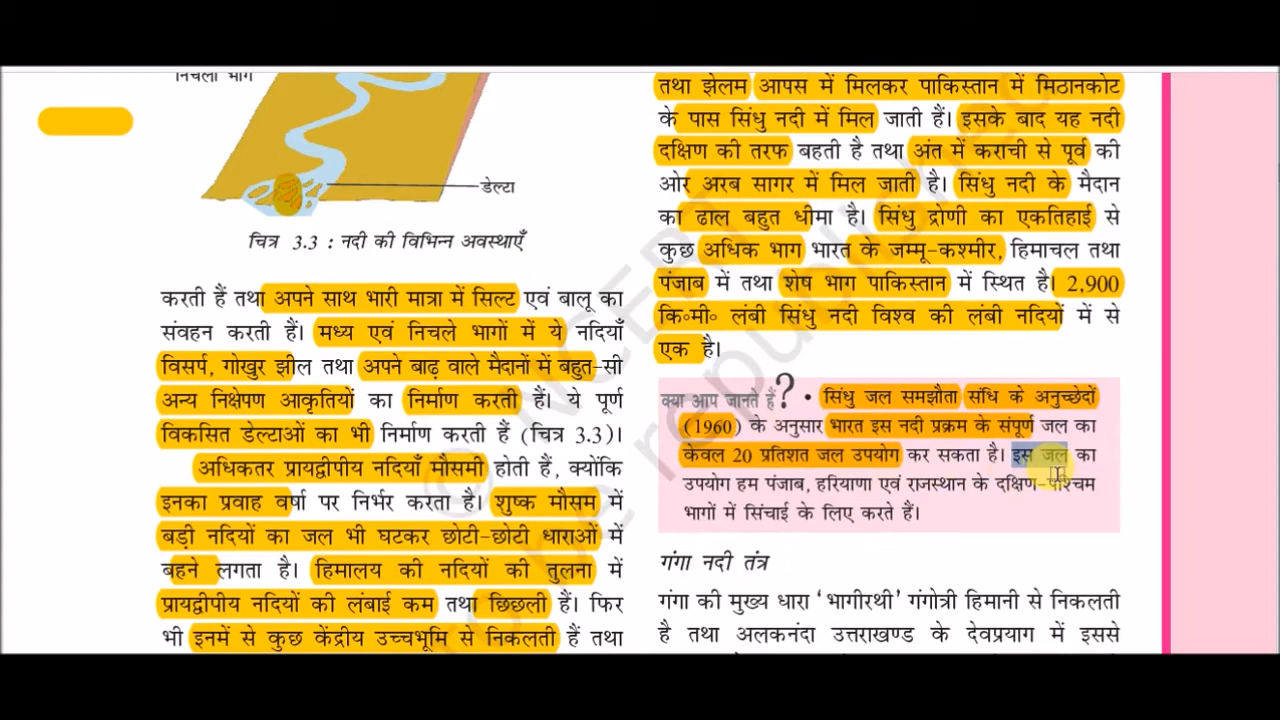 निचला भाग
डेल्टा
चित्र 3.3 : नदी की विभिन्न अवस्थाएँ
करती हैं तथा अपने साथ भारी मात्रा में सिल्ट एवं बालू का
संवहन करती हैं। मध्य एवं निचले भागों में ये नदियाँ
विसर्प, गोखुर झील तथा अपने बाढ़ वाले मैदानों में बहुत-सी
अन्य निक्षेपण आकृतियों का निर्माण करती हैं। ये पूर्ण
विकसित डेल्टाओं का भी निर्माण करती हैं (चित्र 3.3)।
अधिकतर प्रायद्वीपीय नदियाँ मौसमी होती हैं, क्योंकि
इनका प्रवाह वर्षा पर निर्भर करता है। शुष्क मौसम में
बड़ी नदियों का जल भी घटकर छोटी-छोटी धाराओं में
बहने लगता है। हिमालय की नदियों की तुलना में
प्रायद्वीपीय नदियों की लंबाई कम तथा छिछली हैं। फिर
भी इनमें से कुछ केंद्रीय उच्चभूमि से निकलती हैं तथा
तथा झेलम आपस में मिलकर पाकिस्तान में मिठानकोट
के पास सिंधु नदी में मिल जाती हैं। इसके बाद यह नदी
दक्षिण की तरफ बहती है तथा अंत में कराची से पूर्व की
ओर अरब सागर में मिल जाती है। सिंधु नदी के मैदान
का ढाल बहुत धीमा है। सिंधु द्रोणी का एकतिहाई से
कुछ अधिक भाग भारत के जम्मू-कश्मीर, हिमाचल तथा
पंजाब में तथा शेष भाग पाकिस्तान में स्थित है। 2,900
कि॰मी॰ लंबी सिंधु नदी विश्व की लंबी नदियों में से
एक है।
क्या आप जानते हैं? • सिंधु जल समझौता संधि के अनुच्छेदों
(1960) के अनुसार भारत इस नदी प्रक्रम के संपूर्ण जल का
केवल 20 प्रतिशत जल उपयोग कर सकता है। इस जल का
उपयोग हम पंजाब, हरियाणा एवं राजस्थान के दक्षिण-पश्चिम
भागों में सिंचाई के लिए करते हैं।
गंगा नदी तंत्र
गंगा की मुख्य धारा ‘भागीरथी’ गंगोत्री हिमानी से निकलती
है तथा अलकनंदा उत्तराखण्ड के देवप्रयाग में इससे
© NCERT
be republished